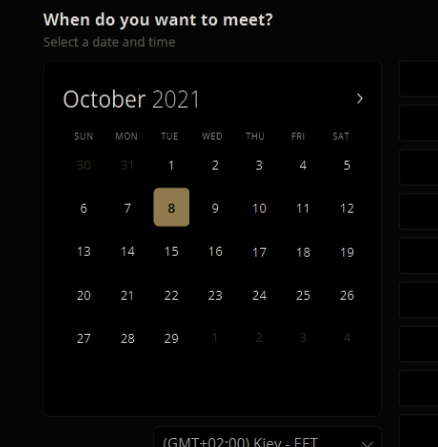 When do you want to meet?
Select a date and time
October 2021
SUN MON TUE WED THU FRI SAT
30 31 1 2 3 4 5
6 7 8 9 10 11 12
13 14 15 16 17 18 19
20 21 22 23 24 25 26
27 28 29 1 2 3 4
(GMT+02:00) Kiev - EET